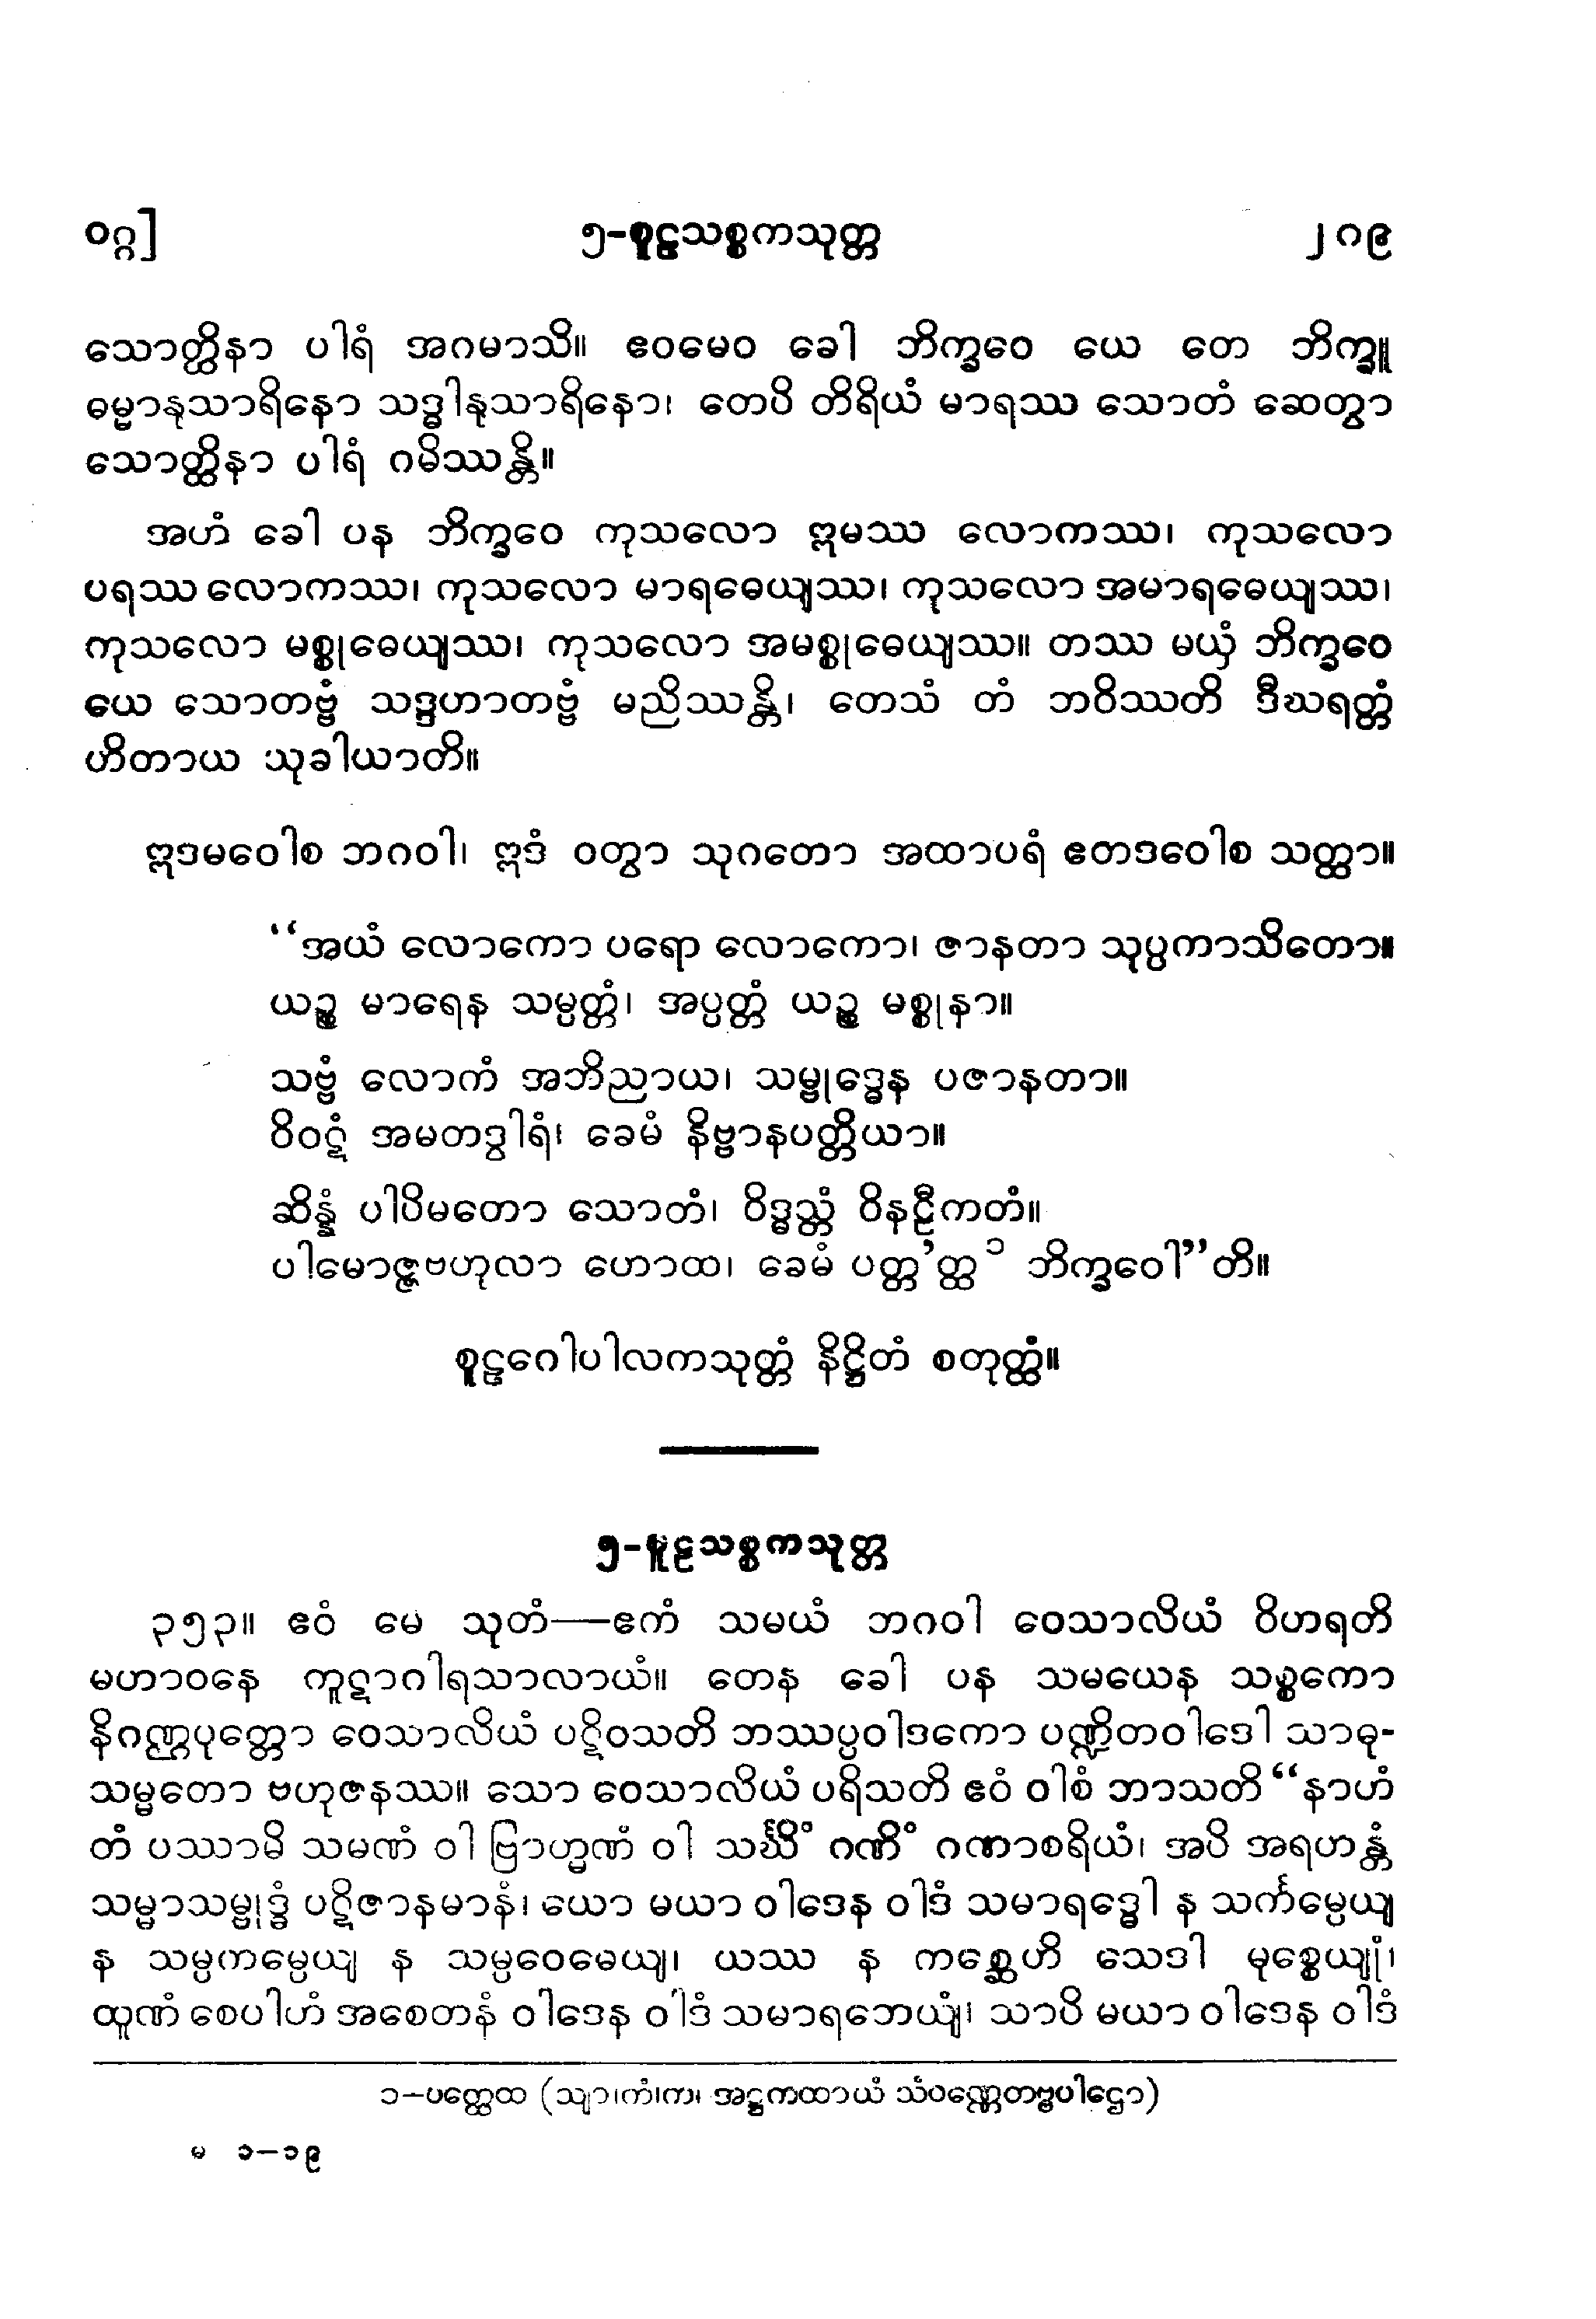 ဝဂ္ဂ]
၅-စူဠသစ္စကသုတ္တ
၂၀၉
သောတ္ထိနာ ပါရံ အဂမာသိ။ ဧဝမေဝ ခေါ ဘိက္ခဝေ ယေ တေ ဘိက္ခူ
ဓမ္မာနုသာရိနော သဒ္ဓါနုသာရိနော၊ တေပိ တိရိယံ မာရဿ သောတံ ဆေတွာ
သောတ္ထိနာ ပါရံ ဂမိဿန္တိ။
အဟံ ခေါ ပန ဘိက္ခဝေ ကုသလော ဣမဿ လောကဿ၊ ကုသလော
ပရဿ လောကဿ၊ ကုသလော မာရဓေယျဿ၊ ကုသလော အမာရဓေယျဿ၊
ကုသလော မစ္စုဓေယျဿ၊ ကုသလော အမစ္စုဓေယျဿ။ တဿ မယှံ ဘိက္ခဝေ
ယေ သောတဗ္ဗံ သဒ္ဒဟာတဗ္ဗံ မညိဿန္တိ၊ တေသံ တံ ဘဝိဿတိ ဒီဃရတ္တံ
ဟိတာယ သုခါယာတိ။
ဣဒမဝေါစ ဘဂဝါ၊ ဣဒံ ဝတွာ သုဂတော အထာပရံ ဧတဒဝေါစ သတ္ထာ။
“အယံ လောကော ပရော လောကော၊ ဇာနတာ သုပ္ပကာသိတော။
ယဉ္စ မာရေန သမ္ပတ္တံ၊ အပ္ပတ္တံ ယဉ္စ မစ္စုနာ။
သဗ္ဗံ လောကံ အဘိညာယ၊ သမ္ဗုဒ္ဓေန ပဇာနတာ။
ဝိဝဋံ အမတဒွါရံ၊ ခေမံ နိဗ္ဗာနပတ္တိယာ။
ဆိန္နံ ပါပိမတော သောတံ၊ ဝိဒ္ဓသ္တံ ဝိနဠီကတံ။
ပါမောဇ္ဇဗဟုလာ ဟောထ၊ ခေမံ ပတ္တ’တ္ထ ၁ ဘိက္ခဝေါ”တိ။
စူဠဂေါပါလကသုတ္တံ နိဋ္ဌိတံ စတုတ္ထံ။
၅-စူဠသစ္စကသုတ္တ
၃၅၃။ ဧဝံ မေ သုတံ—ဧကံ သမယံ ဘဂဝါ ဝေသာလိယံ ဝိဟရတိ
မဟာဝနေ ကူဋာဂါရသာလာယံ။ တေန ခေါ ပန သမယေန သစ္စကော
နိဂဏ္ဌပုတ္တော ဝေသာလိယံ ပဋိဝသတိ ဘဿပ္ပဝါဒကော ပဏ္ဍိတဝါဒေါ သာဓု-
သမ္မတော ဗဟုဇနဿ။ သော ဝေသာလိယံ ပရိသတိ ဧဝံ ဝါစံ ဘာသတိ “နာဟံ
တံ ပဿာမိ သမဏံ ဝါ ဗြာဟ္မဏံ ဝါ သင်္ဃိံ ဂဏိံ ဂဏာစရိယံ၊ အပိ အရဟန္တံ
သမ္မာသမ္ဗုဒ္ဓံ ပဋိဇာနမာနံ၊ ယော မယာ ဝါဒေန ဝါဒံ သမာရဒ္ဓေါ န သင်္ကမ္ပေယျ
န သမ္ပကမ္ပေယျ န သမ္ပဝေဓေယျ၊ ယဿ န ကစ္ဆေဟိ သေဒါ မုစ္စေယျုံ၊
ထူဏံ စေပါဟံ အစေတနံ ဝါဒေန ဝါဒံ သမာရဘေယျံ၊ သာပိ မယာ ဝါဒေန ဝါဒံ
၁-ပတ္ထေထ (သျာ၊ကံ၊က၊ အဋ္ဌကထာယံ သံဝဏ္ဏေတဗ္ဗပါဌော)
မ ၁-၁၉